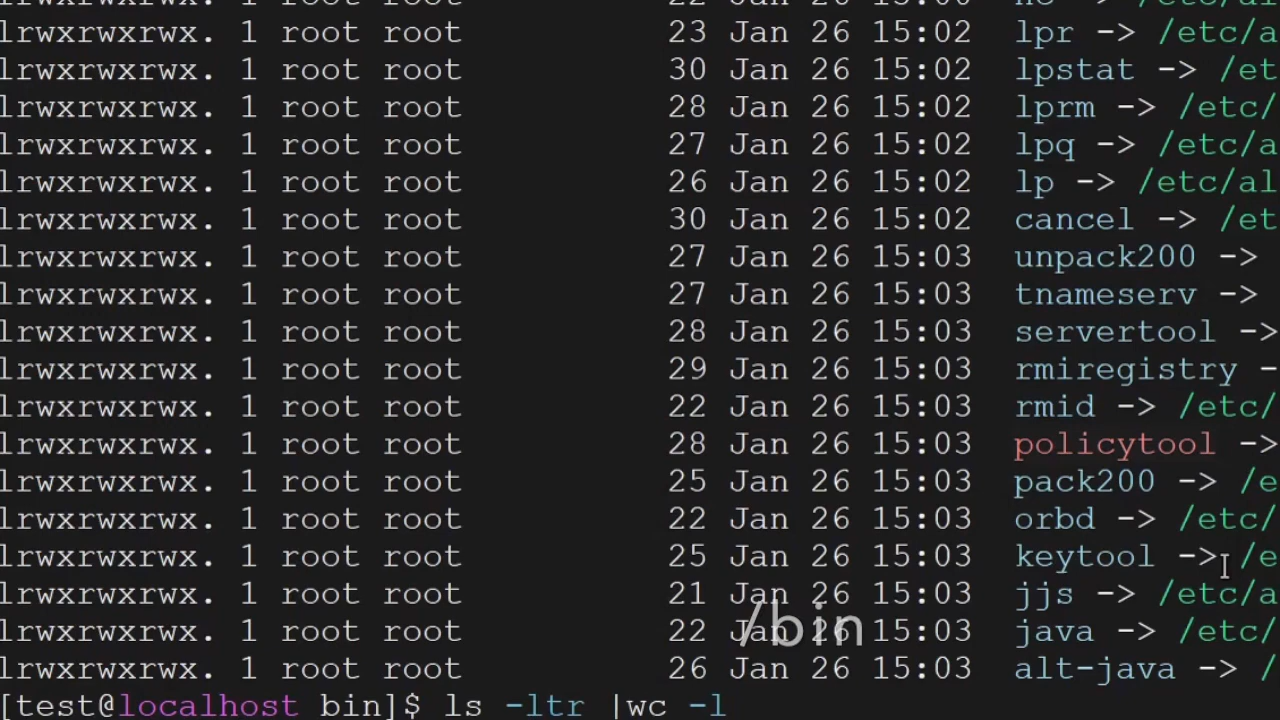 lrwxrwxrwx. 1 root root 23 Jan 26 15:02 lpr -> /etc/a
lrwxrwxrwx. 1 root root 30 Jan 26 15:02 lpstat -> /et
lrwxrwxrwx. 1 root root 28 Jan 26 15:02 lprm -> /etc/
lrwxrwxrwx. 1 root root 27 Jan 26 15:02 lpq -> /etc/a
lrwxrwxrwx. 1 root root 26 Jan 26 15:02 lp -> /etc/al
lrwxrwxrwx. 1 root root 30 Jan 26 15:02 cancel -> /et
lrwxrwxrwx. 1 root root 27 Jan 26 15:03 unpack200 ->
lrwxrwxrwx. 1 root root 27 Jan 26 15:03 tnameserv ->
lrwxrwxrwx. 1 root root 28 Jan 26 15:03 servertool ->
lrwxrwxrwx. 1 root root 29 Jan 26 15:03 rmiregistry -
lrwxrwxrwx. 1 root root 22 Jan 26 15:03 rmid -> /etc/
lrwxrwxrwx. 1 root root 28 Jan 26 15:03 policytool ->
lrwxrwxrwx. 1 root root 25 Jan 26 15:03 pack200 -> /e
lrwxrwxrwx. 1 root root 22 Jan 26 15:03 orbd -> /etc/
lrwxrwxrwx. 1 root root 25 Jan 26 15:03 keytool -> /e
lrwxrwxrwx. 1 root root 21 Jan 26 15:03 jjs -> /etc/a
lrwxrwxrwx. 1 root root 22 Jan 26 15:03 java -> /etc/
/bin
lrwxrwxrwx. 1 root root 26 Jan 26 15:03 alt-java -> /
[test@localhost bin]$ ls -ltr |wc -l